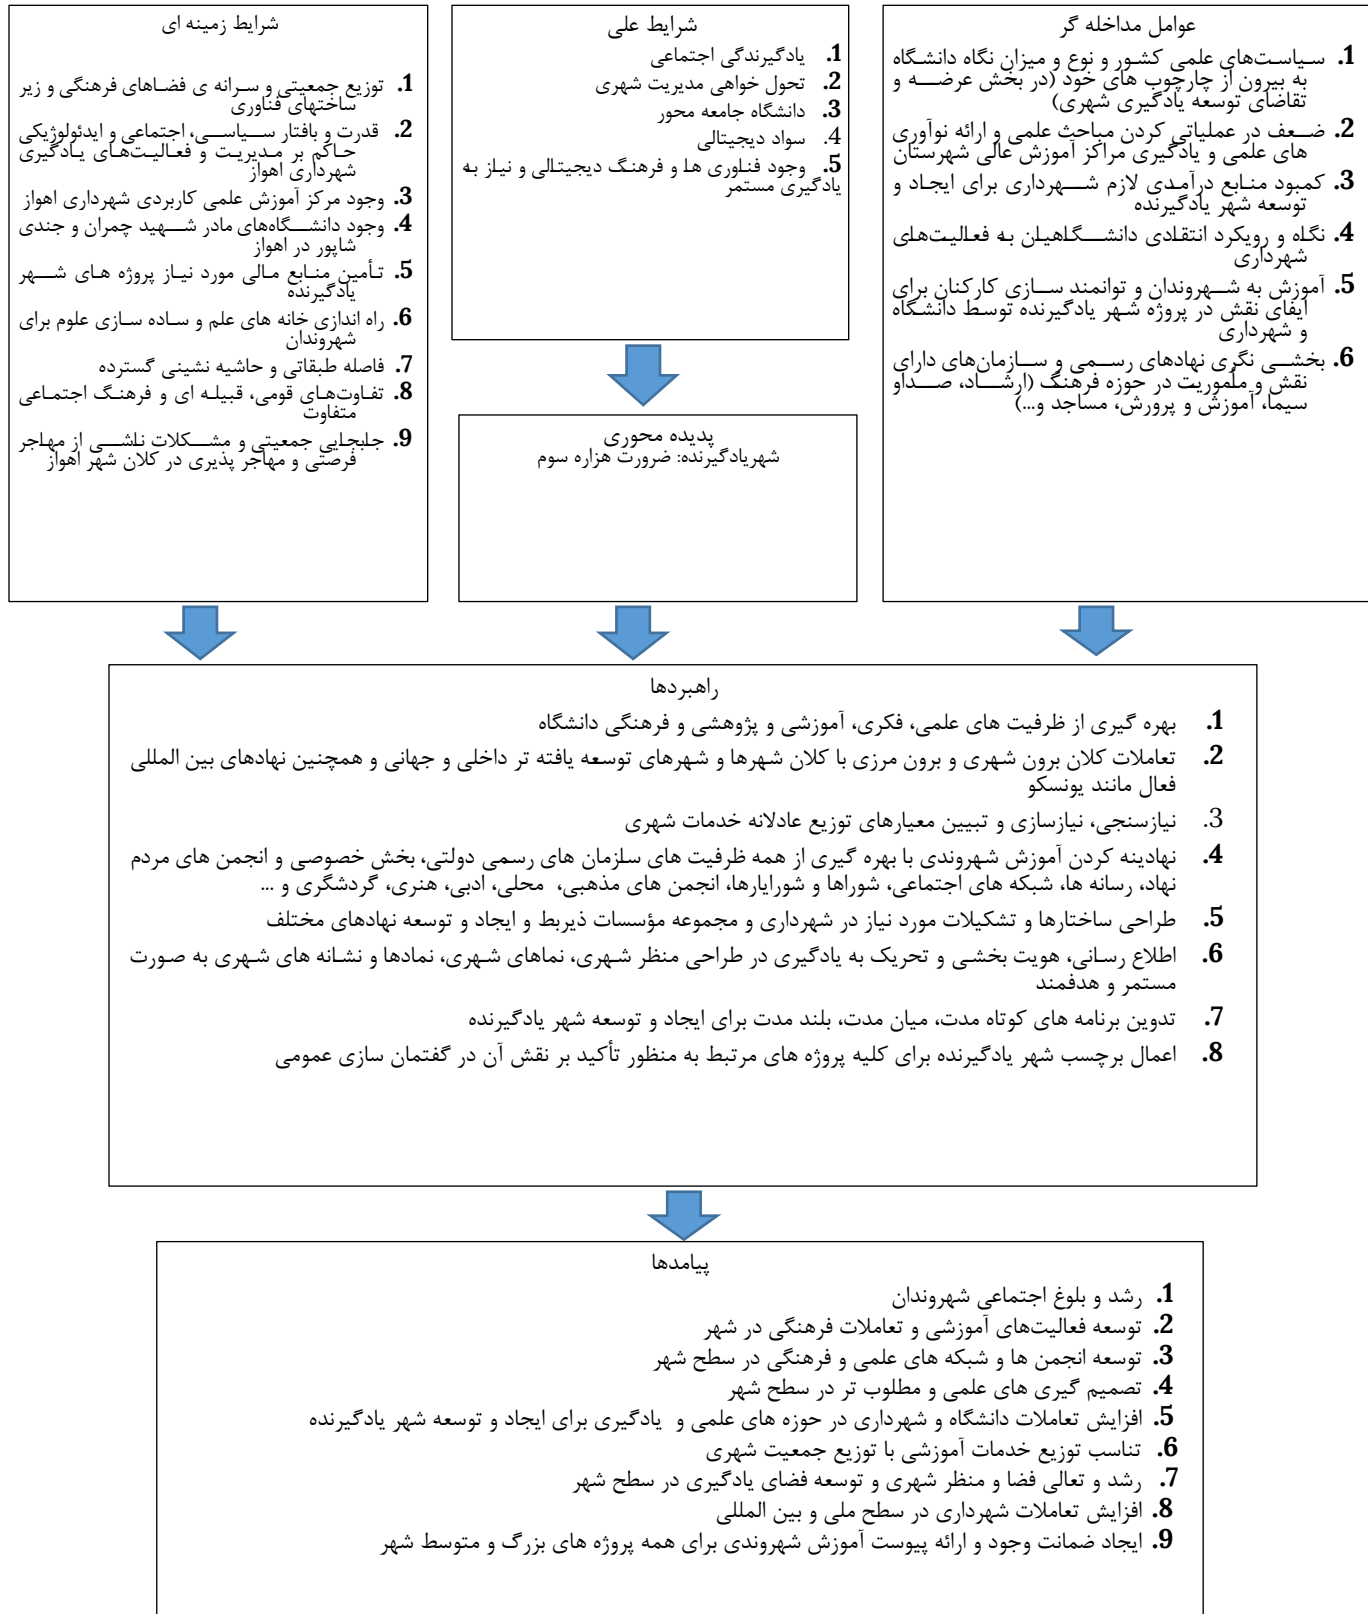 عوامل مداخله گر
1. سیاست‌های علمی کشور و نوع و میزان نگاه دانشگاه
به بیرون از چارچوب های خود (در بخش عرضه و
تقاضای توسعه یادگیری شهری)
2. ضعف در عملیاتی کردن مباحث علمی و ارائه نوآوری
های علمی و یادگیری مراکز آموزش عالی شهرستان
3. کمبود منابع درآمدی لازم شهرداری برای ایجاد و
توسعه شهر یادگیرنده
4. نگاه و رویکرد انتقادی دانشگاهیان به فعالیت‌های
شهرداری
5. آموزش به شهروندان و توانمند سازی کارکنان برای
ایفای نقش در پروژه شهر یادگیرنده توسط دانشگاه
و شهرداری
6. بخشی نگری نهادهای رسمی و سازمان‌های دارای
نقش و مأموریت در حوزه فرهنگ (ارشاد، صداو
سیما، آموزش و پرورش، مساجد و...)
شرایط علی
1. یادگیرندگی اجتماعی
2. تحول خواهی مدیریت شهری
3. دانشگاه جامعه محور
4. سواد دیجیتالی
5. وجود فناوری ها و فرهنگ دیجیتالی و نیاز به
یادگیری مستمر
پدیده محوری
شهریادگیرنده: ضرورت هزاره سوم
شرایط زمینه ای
1. توزیع جمعیتی و سرانه ی فضاهای فرهنگی و زیر
ساختهای فناوری
2. قدرت و بافتار سیاسی، اجتماعی و ایدئولوژیکی
حاکم بر مدیریت و فعالیت‌های یادگیری
شهرداری اهواز
3. وجود مرکز آموزش علمی کاربردی شهرداری اهواز
4. وجود دانشگاه‌های مادر شهید چمران و جندی
شاپور در اهواز
5. تأمین منابع مالی مورد نیاز پروژه های شهر
یادگیرنده
6. راه اندازی خانه های علم و ساده سازی علوم برای
شهروندان
7. فاصله طبقاتی و حاشیه نشینی گسترده
8. تفاوت‌های قومی، قبیله ای و فرهنگ اجتماعی
متفاوت
9. جابجایی جمعیتی و مشکلات ناشی از مهاجر
فرصتی و مهاجر پذیری در کلان شهر اهواز
راهبردها
1. بهره گیری از ظرفیت های علمی، فکری، آموزشی و پژوهشی و فرهنگی دانشگاه
2. تعاملات کلان برون شهری و برون مرزی با کلان شهرها و شهرهای توسعه یافته تر داخلی و جهانی و همچنین نهادهای بین المللی
فعال مانند یونسکو
3. نیازسنجی، نیازسازی و تبیین معیارهای توزیع عادلانه خدمات شهری
4. نهادینه کردن آموزش شهروندی با بهره گیری از همه ظرفیت های سازمان های رسمی دولتی، بخش خصوصی و انجمن های مردم
نهاد، رسانه ها، شبکه های اجتماعی، شوراها و شورایارها، انجمن های مذهبی، محلی، ادبی، هنری، گردشگری و ...
5. طراحی ساختارها و تشکیلات مورد نیاز در شهرداری و مجموعه مؤسسات ذیربط و ایجاد و توسعه نهادهای مختلف
6. اطلاع رسانی، هویت بخشی و تحریک به یادگیری در طراحی منظر شهری، نماهای شهری، نمادها و نشانه های شهری به صورت
مستمر و هدفمند
7. تدوین برنامه های کوتاه مدت، میان مدت، بلند مدت برای ایجاد و توسعه شهر یادگیرنده
8. اعمال برچسب شهر یادگیرنده برای کلیه پروژه های مرتبط به منظور تأکید بر نقش آن در گفتمان سازی عمومی
پیامدها
1. رشد و بلوغ اجتماعی شهروندان
2. توسعه فعالیت‌های آموزشی و تعاملات فرهنگی در شهر
3. توسعه انجمن ها و شبکه های علمی و فرهنگی در سطح شهر
4. تصمیم گیری های علمی و مطلوب تر در سطح شهر
5. افزایش تعاملات دانشگاه و شهرداری در حوزه های علمی و یادگیری برای ایجاد و توسعه شهر یادگیرنده
6. تناسب توزیع خدمات آموزشی با توزیع جمعیت شهری
7. رشد و تعالی فضا و منظر شهری و توسعه فضای یادگیری در سطح شهر
8. افزایش تعاملات شهرداری در سطح ملی و بین المللی
9. ایجاد ضمانت وجود و ارائه پیوست آموزش شهروندی برای همه پروژه های بزرگ و متوسط شهر